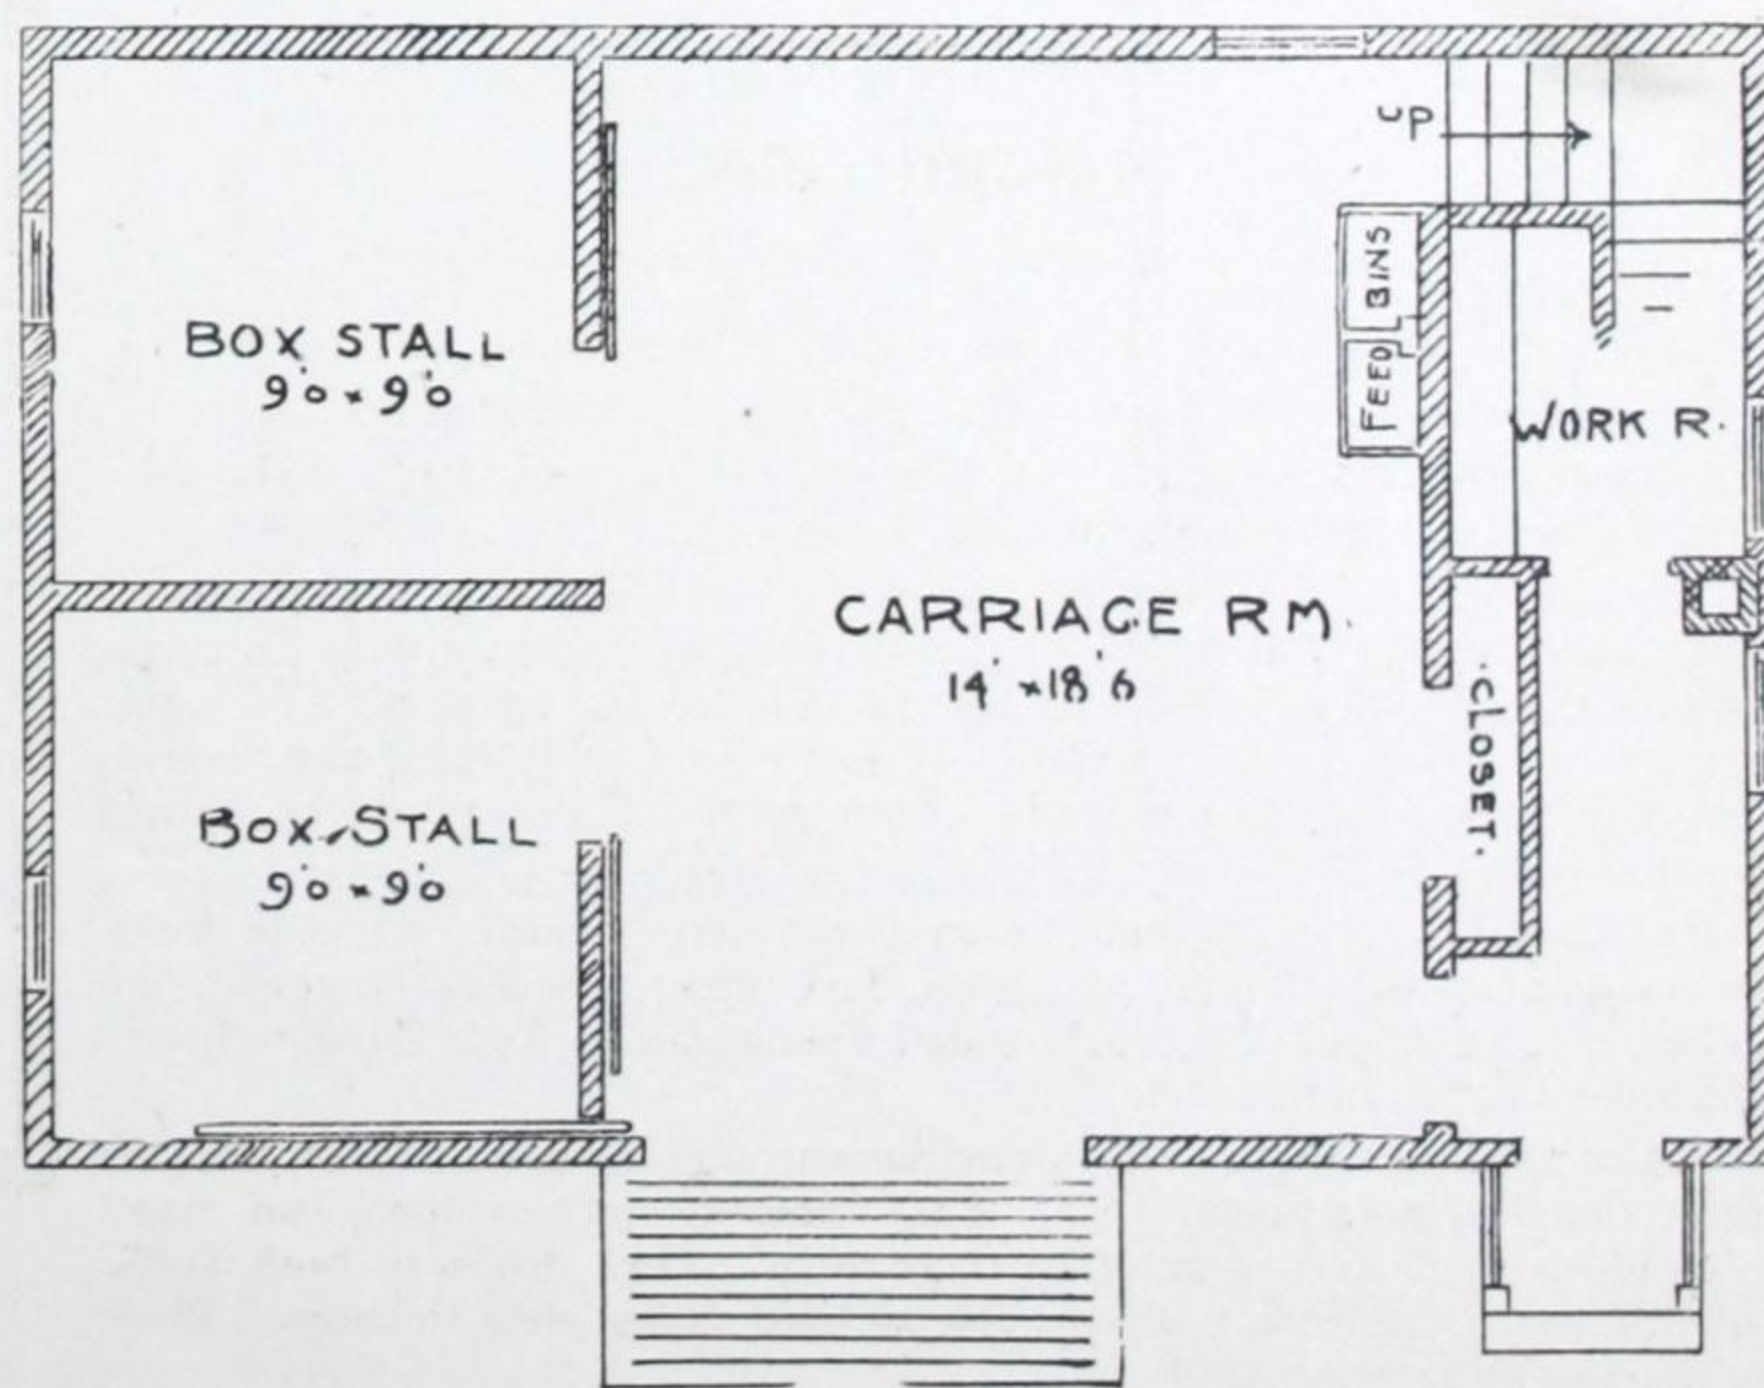 UP
BOX STALL
9'0 x 9'0
FEED BINS
WORK R.
CARRIAGE RM.
14' x 18'6
CLOSET.
BOX STALL
9'0 x 9'0